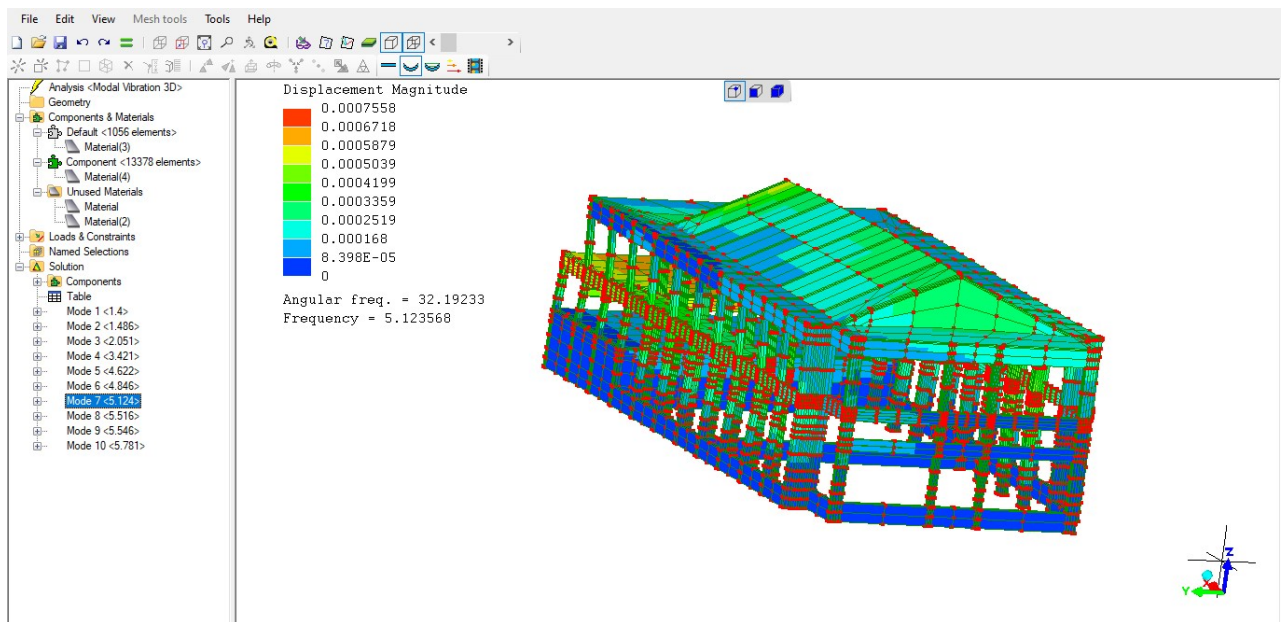 File Edit View Mesh tools Tools Help
Analysis <Modal Vibration 3D>
Geometry
Components & Materials
Default <1056 elements>
Material(3)
Component <13378 elements>
Material(4)
Unused Materials
Material
Material(2)
Loads & Constraints
Named Selections
Solution
Components
Table
Mode 1 <1.4>
Mode 2 <1.486>
Mode 3 <2.051>
Mode 4 <3.421>
Mode 5 <4.622>
Mode 6 <4.846>
Mode 7 <5.124>
Mode 8 <5.516>
Mode 9 <5.546>
Mode 10 <5.781>
Displacement Magnitude
0.0007558
0.0006718
0.0005879
0.0005039
0.0004199
0.0003359
0.0002519
0.000168
8.398E-05
0
Angular freq. = 32.19233
Frequency = 5.123568
Z
Y